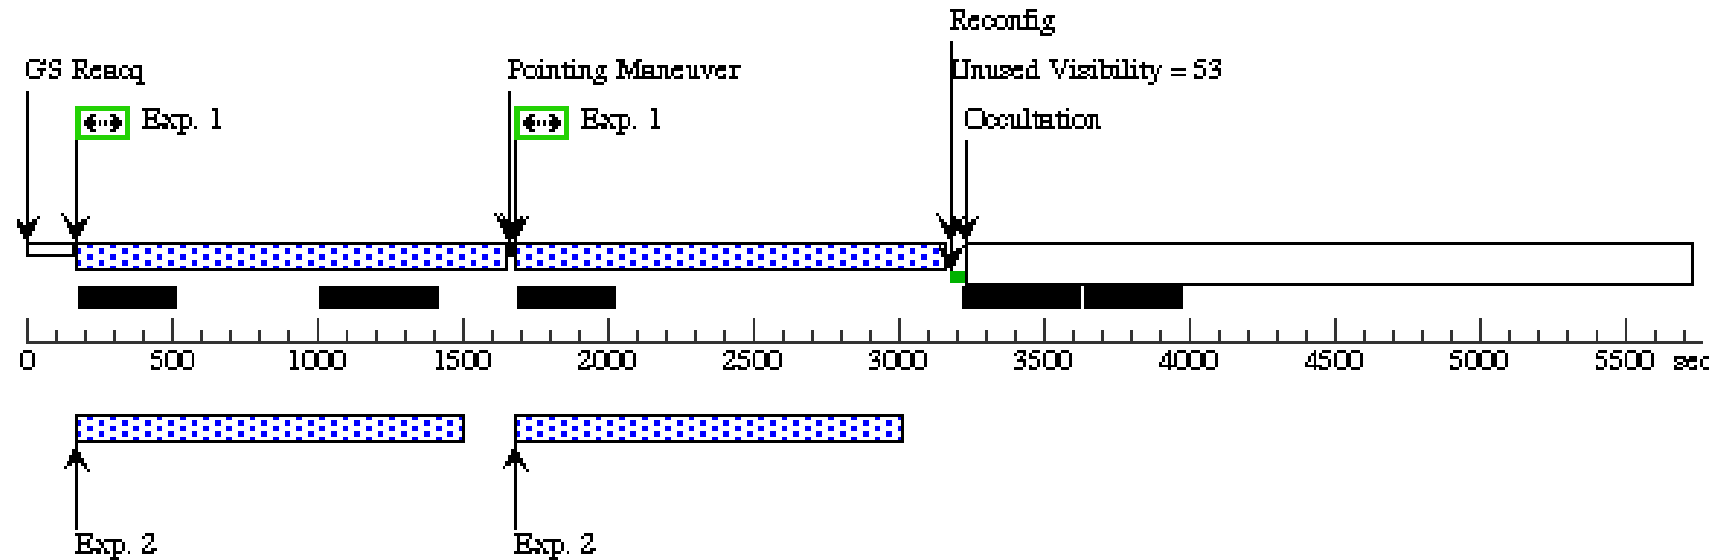 Reconfig
GS Reacq
Pointing Maneuver
Unused Visibility = 53
Exp. 1
Exp. 1
Occultation
0 500 1000 1500 2000 2500 3000 3500 4000 4500 5000 5500 sec
Exp. 2
Exp. 2